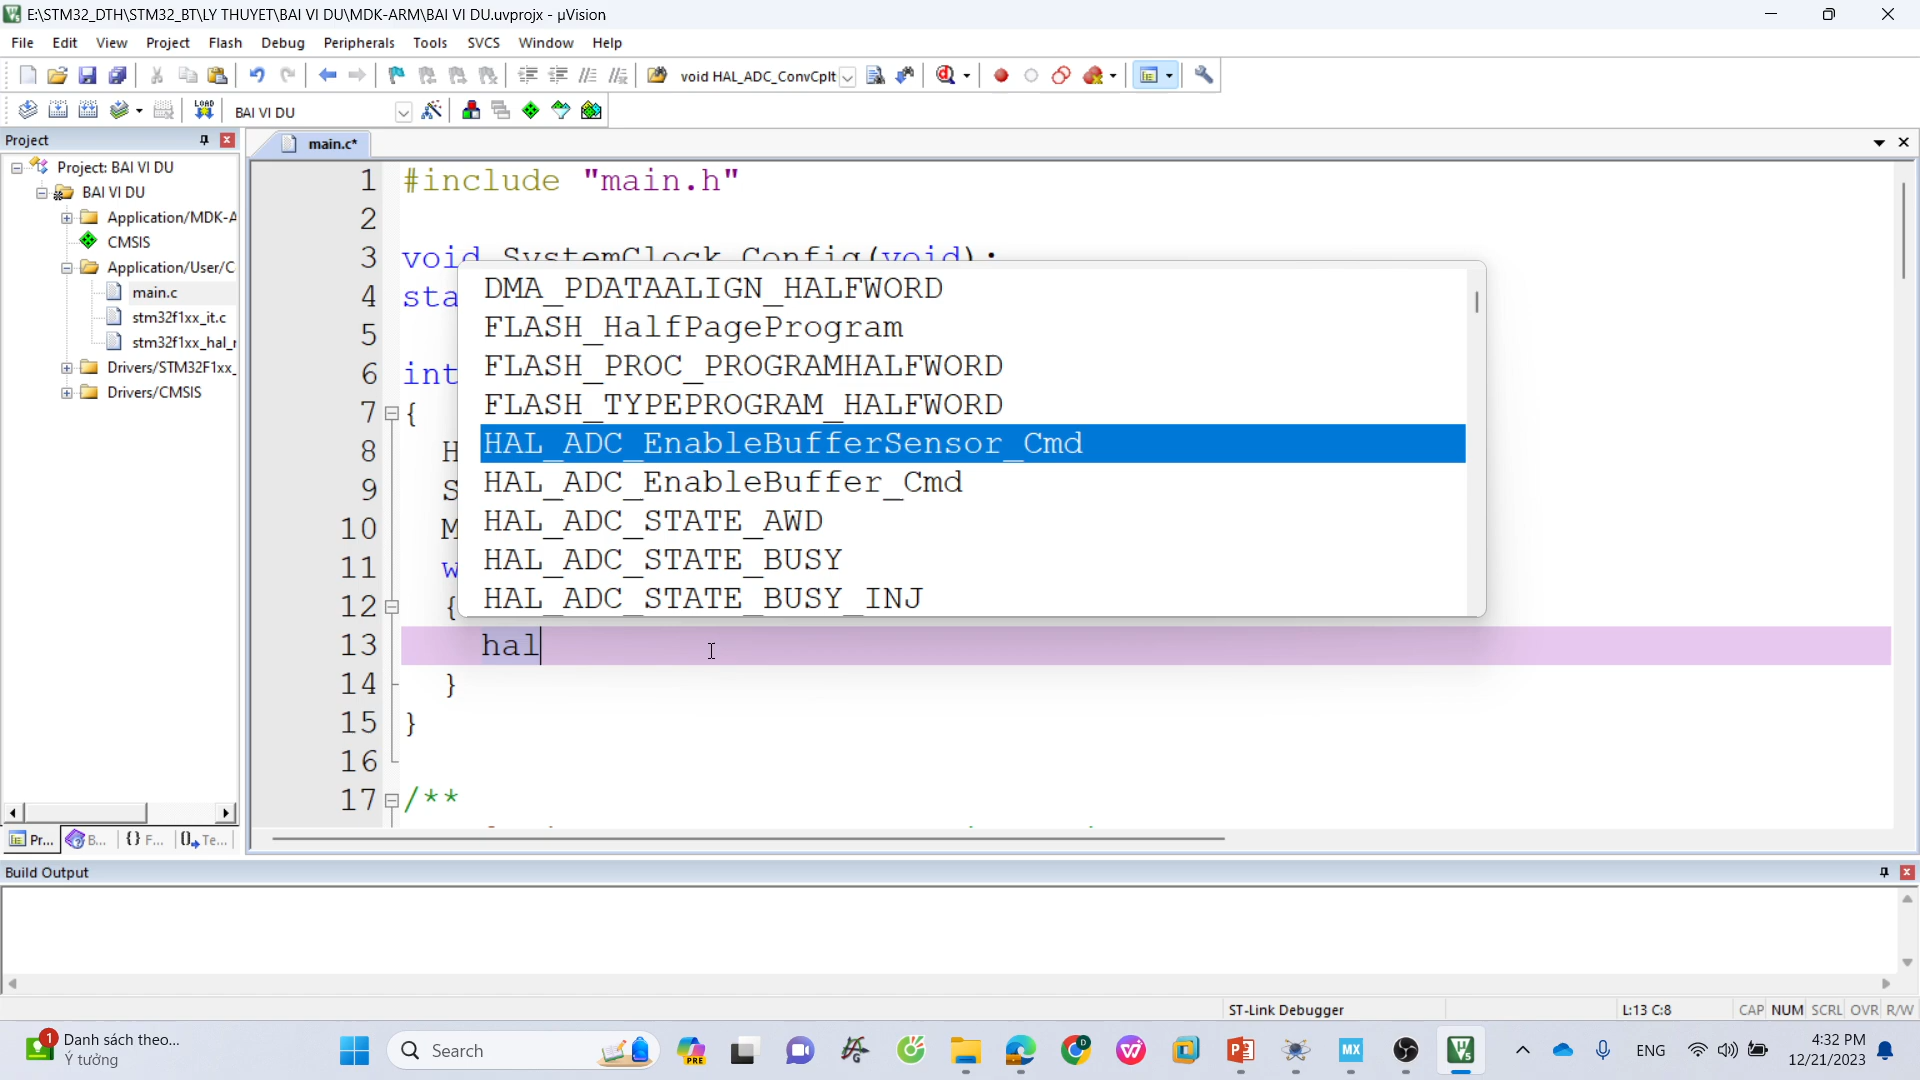 E:\STM32_DTH\STM32_BT\LY THUYET\BAI VI DU\MDK-ARM\BAI VI DU.uvprojx - µVision
File Edit View Project Flash Debug Peripherals Tools SVCS Window Help
void HAL_ADC_ConvCplt
LOAD BAI VI DU
Project
main.c*
Project: BAI VI DU
BAI VI DU
Application/MDK-A
CMSIS
Application/User/C
main.c
stm32f1xx_it.c
stm32f1xx_hal_
Drivers/STM32F1xx_
Drivers/CMSIS
Pr... B... {} F... Te...
1 #include "main.h"
2
3 void SystemClock_Config(void);
4 sta
5
6 int
7 {
8 H
9 S
10 M
11 w
12 {
13 hal
14 }
15 }
16
17 /**
DMA_PDATAALIGN_HALFWORD
FLASH_HalfPageProgram
FLASH_PROC_PROGRAMHALFWORD
FLASH_TYPEPROGRAM_HALFWORD
HAL_ADC_EnableBufferSensor_Cmd
HAL_ADC_EnableBuffer_Cmd
HAL_ADC_STATE_AWD
HAL_ADC_STATE_BUSY
HAL_ADC_STATE_BUSY_INJ
Build Output
ST-Link Debugger L:13 C:8 CAP NUM SCRL OVR R/W
1 Danh sách theo...
Ý tưởng
Search
PRE
MX
ENG
4:32 PM
12/21/2023